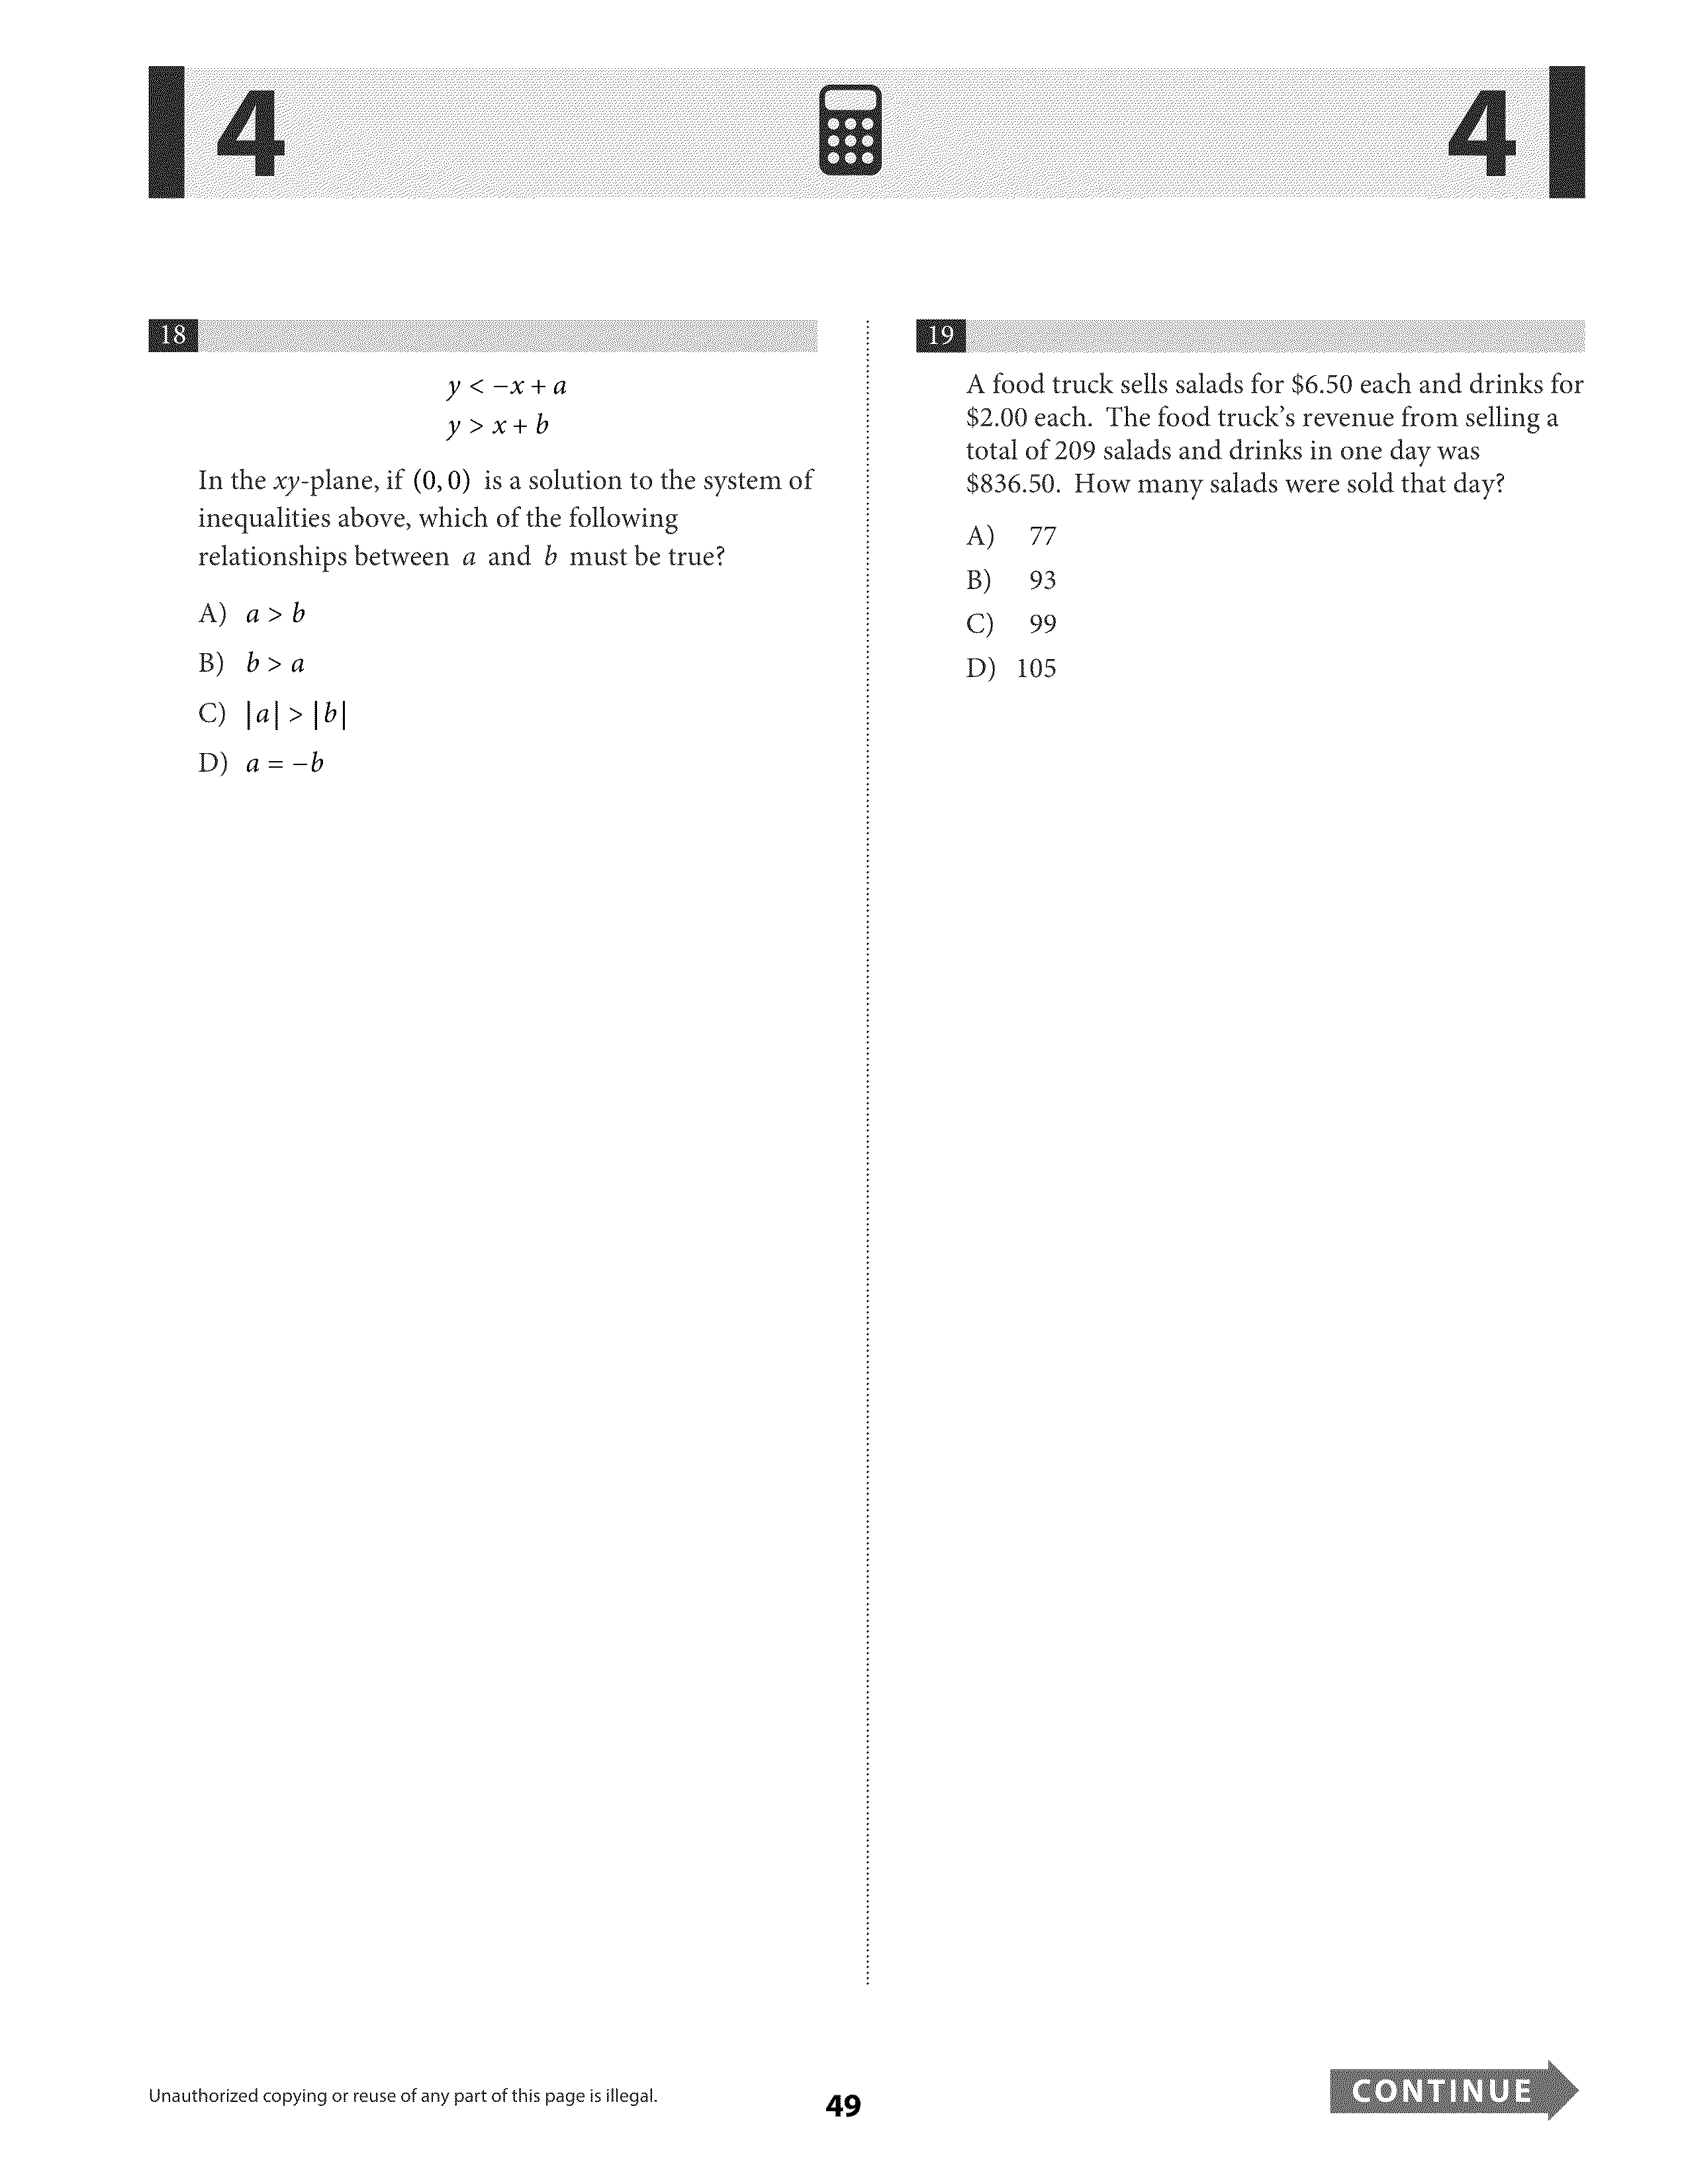 4
4
18
y < −x + a
y > x + b
In the xy-plane, if (0, 0) is a solution to the system of
inequalities above, which of the following
relationships between a and b must be true?
A) a > b
B) b > a
C) |a| > |b|
D) a = −b
19
A food truck sells salads for $6.50 each and drinks for
$2.00 each. The food truck’s revenue from selling a
total of 209 salads and drinks in one day was
$836.50. How many salads were sold that day?
A) 77
B) 93
C) 99
D) 105
Unauthorized copying or reuse of any part of this page is illegal.
49
CONTINUE